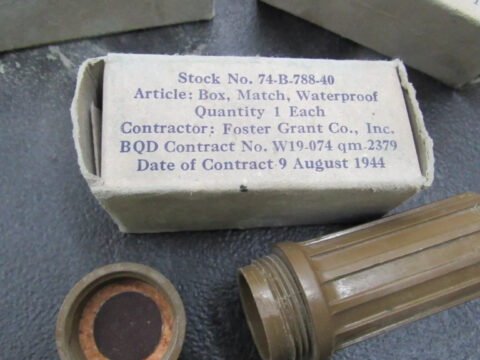 Stock No. 74-B-788-40
Article: Box, Match, Waterproof
Quantity 1 Each
Contractor: Foster Grant Co., Inc.
BQD Contract No. W19-074 qm-2379
Date of Contract 9 August 1944